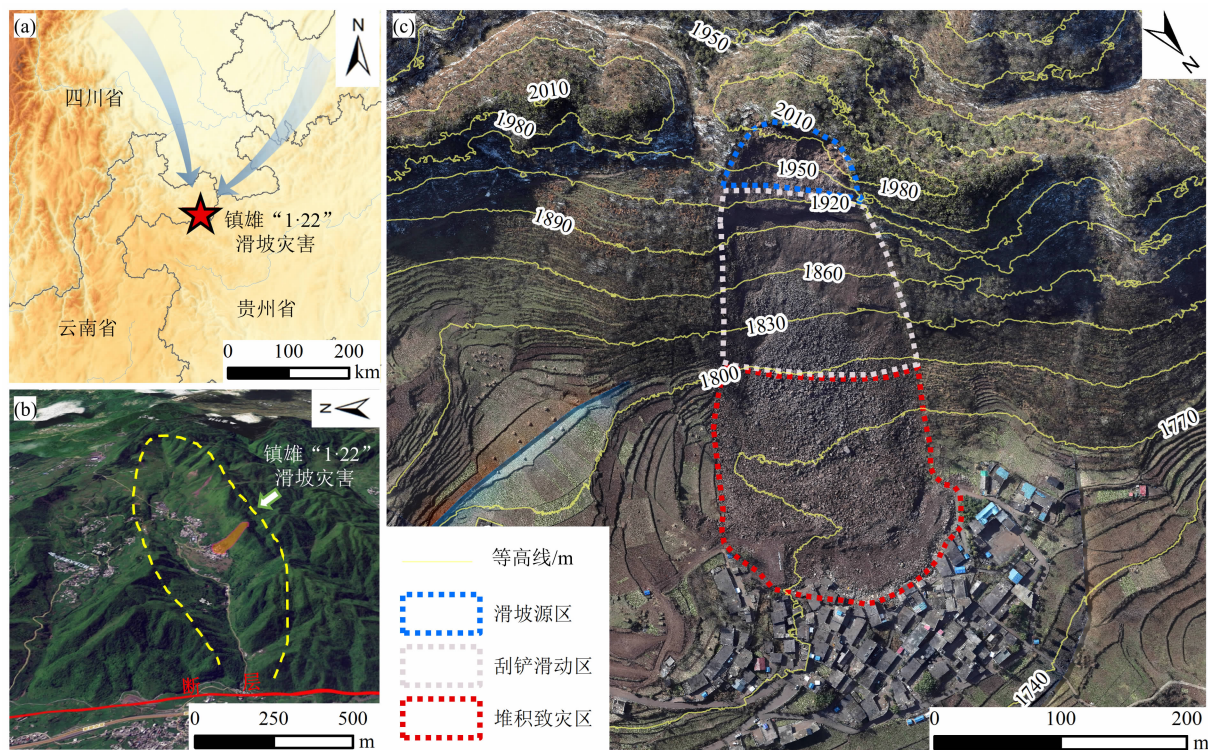 (a)
N
四川省
镇雄“1·22”
滑坡灾害
贵州省
云南省
0 100 200
km
(b)
N
镇雄“1·22”
滑坡灾害
0 250 500
m
(c)
N
1950
2010
1980
2010
1950
1980
1920
1890
1860
1830
1800
1770
1740
等高线/m
滑坡源区
刮铲滑动区
堆积致灾区
0 100 200
m